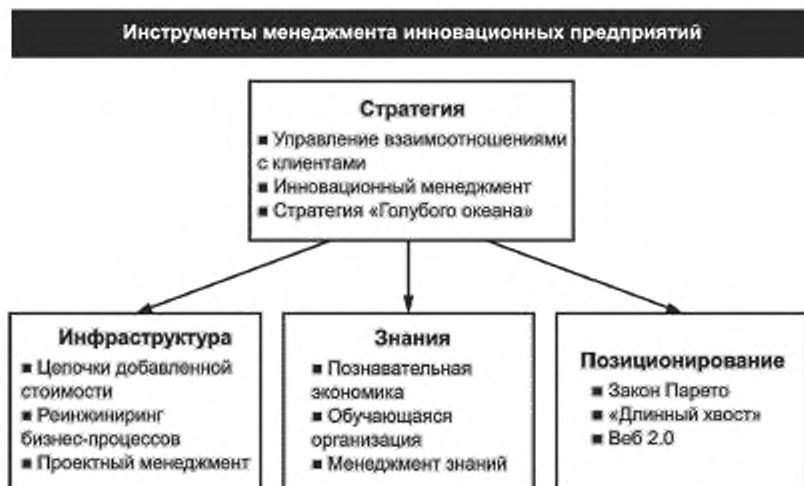 Инструменты менеджмента инновационных предприятий
Стратегия
■ Управление взаимоотношениями
с клиентами
■ Инновационный менеджмент
■ Стратегия «Голубого океана»
Инфраструктура
■ Цепочки добавленной
стоимости
■ Реинжиниринг
бизнес-процессов
■ Проектный менеджмент
Знания
■ Познавательная
экономика
■ Обучающаяся
организация
■ Менеджмент знаний
Позиционирование
■ Закон Парето
■ «Длинный хвост»
■ Веб 2.0